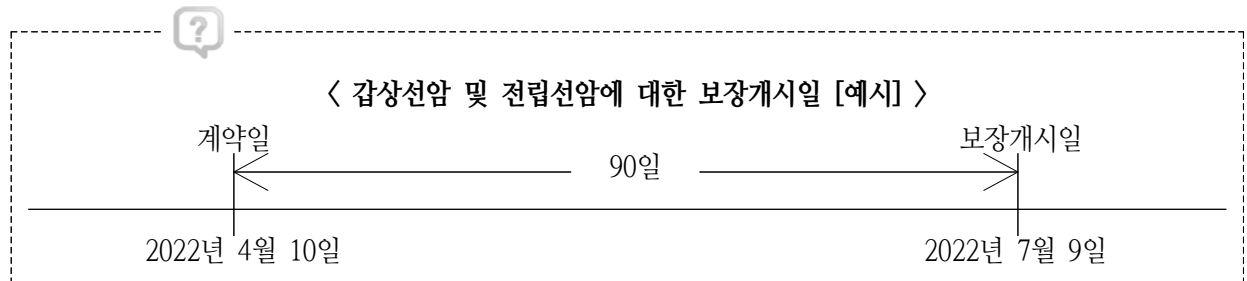 ?
〈 갑상선암 및 전립선암에 대한 보장개시일 [예시] 〉
계약일 보장개시일
90일
2022년 4월 10일 2022년 7월 9일